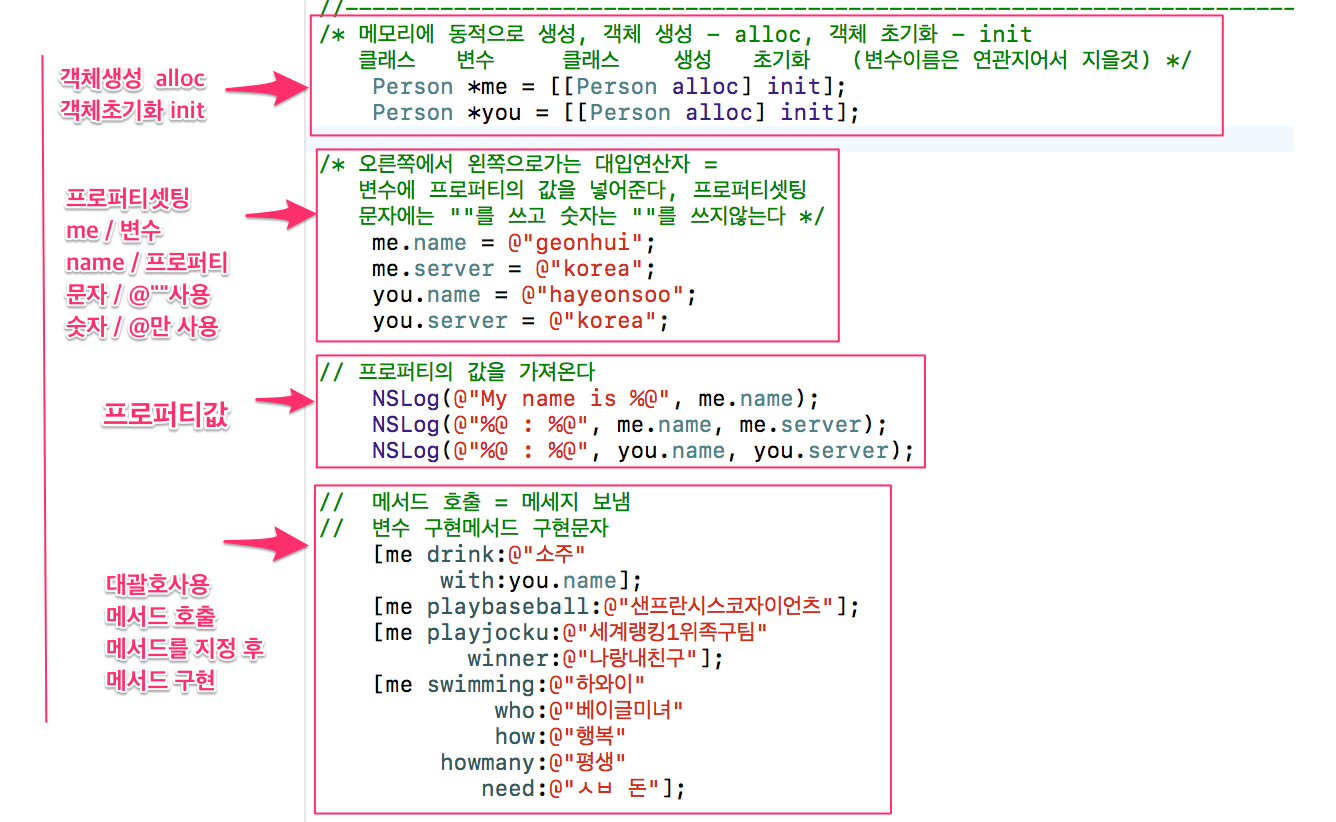 //----------------------------------------------------------------------
/* 메모리에 동적으로 생성, 객체 생성 - alloc, 객체 초기화 - init
클래스 변수 클래스 생성 초기화 (변수이름은 연관지어서 지을것) */
Person *me = [[Person alloc] init];
Person *you = [[Person alloc] init];
객체생성 alloc
객체초기화 init
/* 오른쪽에서 왼쪽으로가는 대입연산자 =
변수에 프로퍼티의 값을 넣어준다, 프로퍼티셋팅
문자에는 ""를 쓰고 숫자는 ""를 쓰지않는다 */
me.name = @"geonhui";
me.server = @"korea";
you.name = @"hayeonsoo";
you.server = @"korea";
프로퍼티셋팅
me / 변수
name / 프로퍼티
문자 / @""사용
숫자 / @만 사용
// 프로퍼티의 값을 가져온다
NSLog(@"My name is %@", me.name);
NSLog(@"%@ : %@", me.name, me.server);
NSLog(@"%@ : %@", you.name, you.server);
프로퍼티값
// 메서드 호출 = 메세지 보냄
// 변수 구현메서드 구현문자
[me drink:@"소주"
with:you.name];
[me playbaseball:@"샌프란시스코자이언츠"];
[me playjocku:@"세계랭킹1위족구팀"
winner:@"나랑내친구"];
[me swimming:@"하와이"
who:@"베이글미녀"
how:@"행복"
howmany:@"평생"
need:@"ㅅㅂ 돈"];
대괄호사용
메서드 호출
메서드를 지정 후
메서드 구현